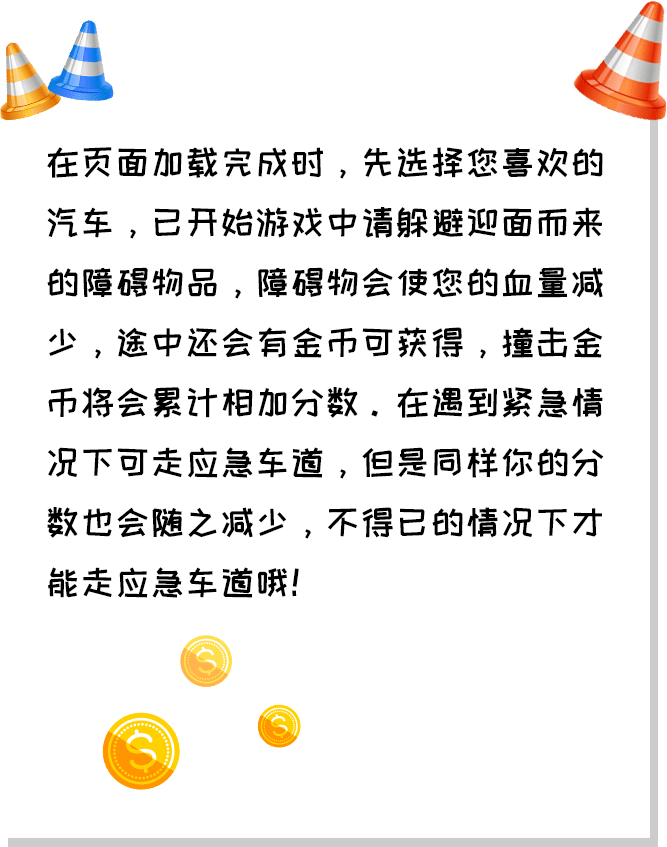 在页面加载完成时，先选择您喜欢的
汽车，已开始游戏中请躲避迎面而来
的障碍物品，障碍物会使您的血量减
少，途中还会有金币可获得，撞击金
币将会累计相加分数。在遇到紧急情
况下可走应急车道，但是同样你的分
数也会随之减少，不得已的情况下才
能走应急车道哦!
$
$
$